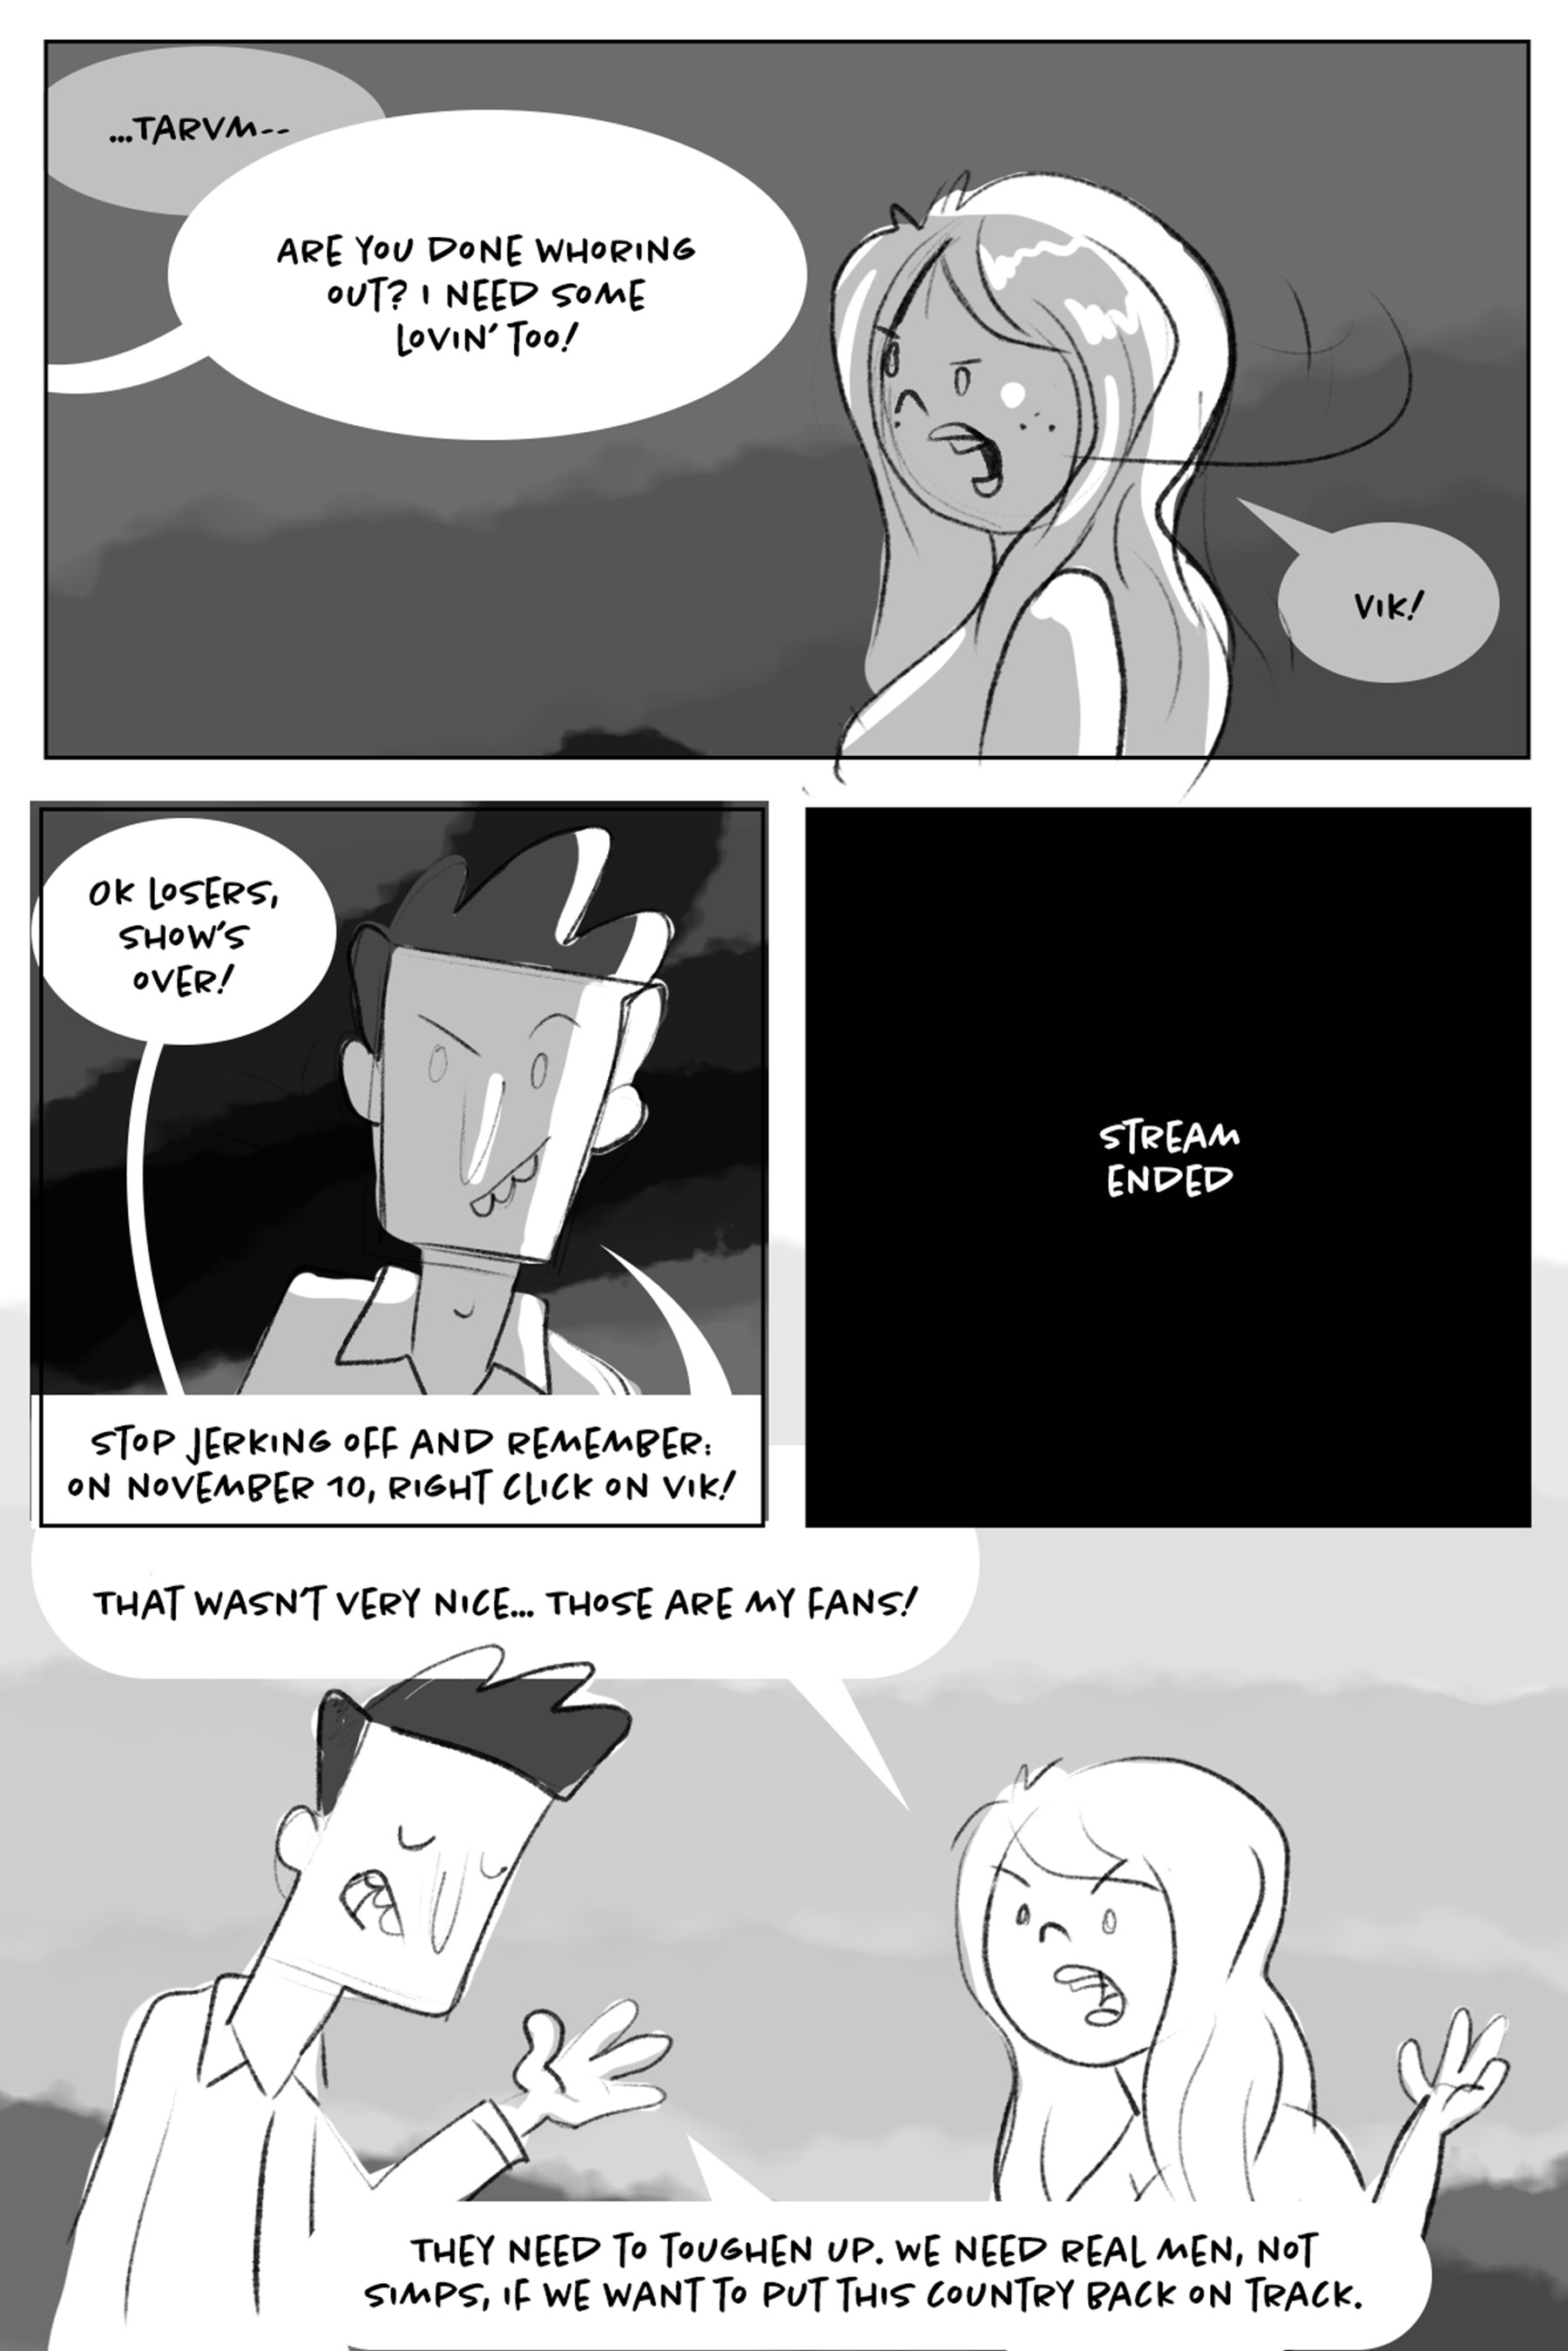 ...TARVM--
ARE YOU DONE WHORING
OUT? I NEED SOME
LOVIN' TOO!
VIK!
OK LOSERS,
SHOW'S
OVER!
STOP JERKING OFF AND REMEMBER:
ON NOVEMBER 10, RIGHT CLICK ON VIK!
STREAM
ENDED
THAT WASN'T VERY NICE... THOSE ARE MY FANS!
THEY NEED TO TOUGHEN UP. WE NEED REAL MEN, NOT
SIMPS, IF WE WANT TO PUT THIS COUNTRY BACK ON TRACK.